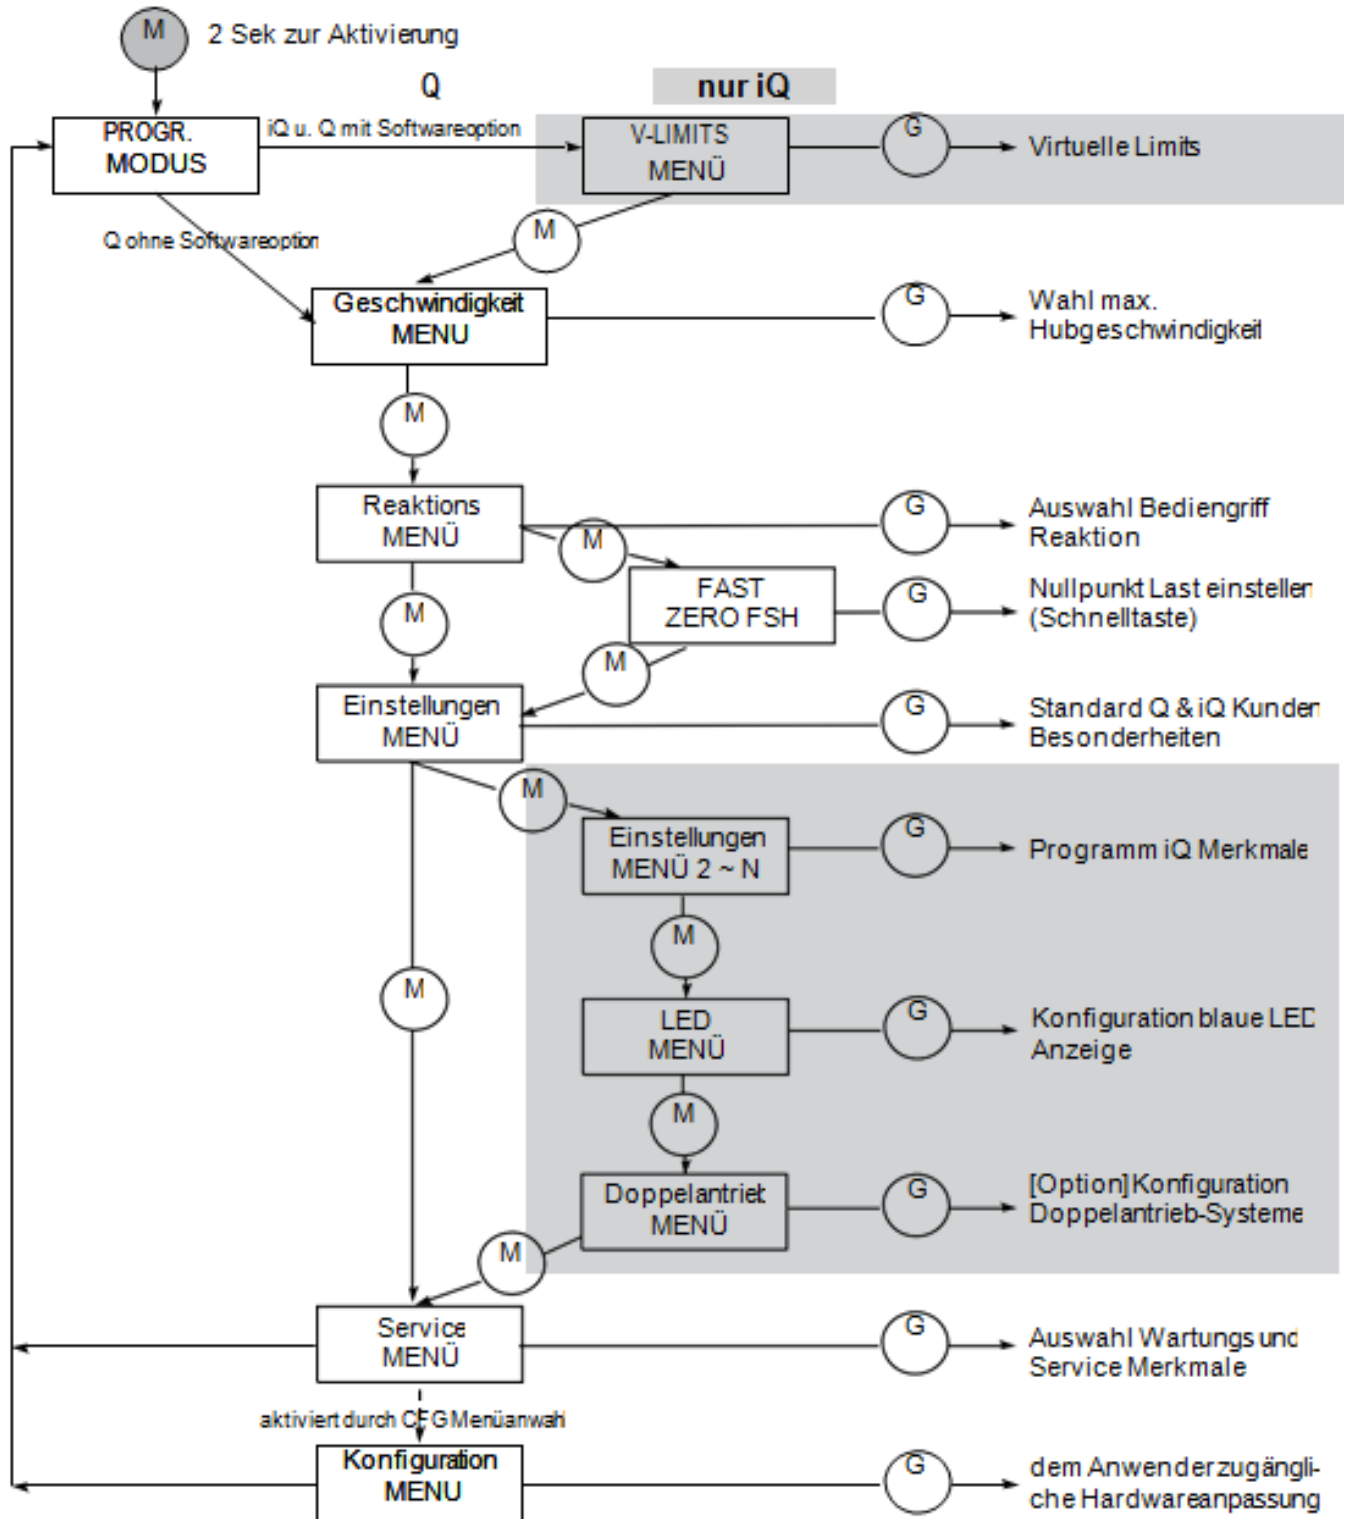 M
2 Sek zur Aktivierung
Q
nur iQ
PROGR.
MODUS
iQ u. Q mit Softwareoption
V-LIMITS
MENÜ
G
Virtuelle Limits
Q ohne Softwareoption
M
Geschwindigkeit
MENU
G
Wahl max.
Hubgeschwindigkeit
M
Reaktions
MENÜ
G
Auswahl Bediengriff
Reaktion
M
FAST
ZERO FSH
G
Nullpunkt Last einstellen
(Schnelltaste)
M
M
Einstellungen
MENÜ
G
Standard Q & iQ Kunden
Besonderheiten
M
Einstellungen
MENÜ 2 ~ N
G
Programm iQ Merkmale
M
M
LED
MENÜ
G
Konfiguration blaue LED
Anzeige
M
Doppelantrieb
MENÜ
G
[Option] Konfiguration
Doppelantrieb-Systeme
M
Service
MENÜ
G
Auswahl Wartungs und
Service Merkmale
aktiviert durch CFG Menüanwahl
Konfiguration
MENU
G
dem Anwender zugängli-
che Hardwareanpassung